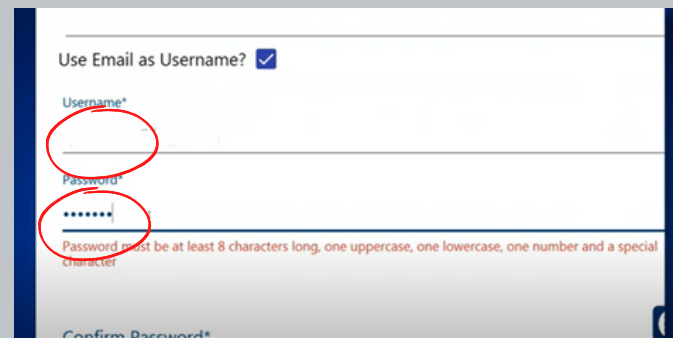 Use Email as Username?
Username*
Password*
•••••••
Password must be at least 8 characters long, one uppercase, one lowercase, one number and a special
character
Confirm Password*